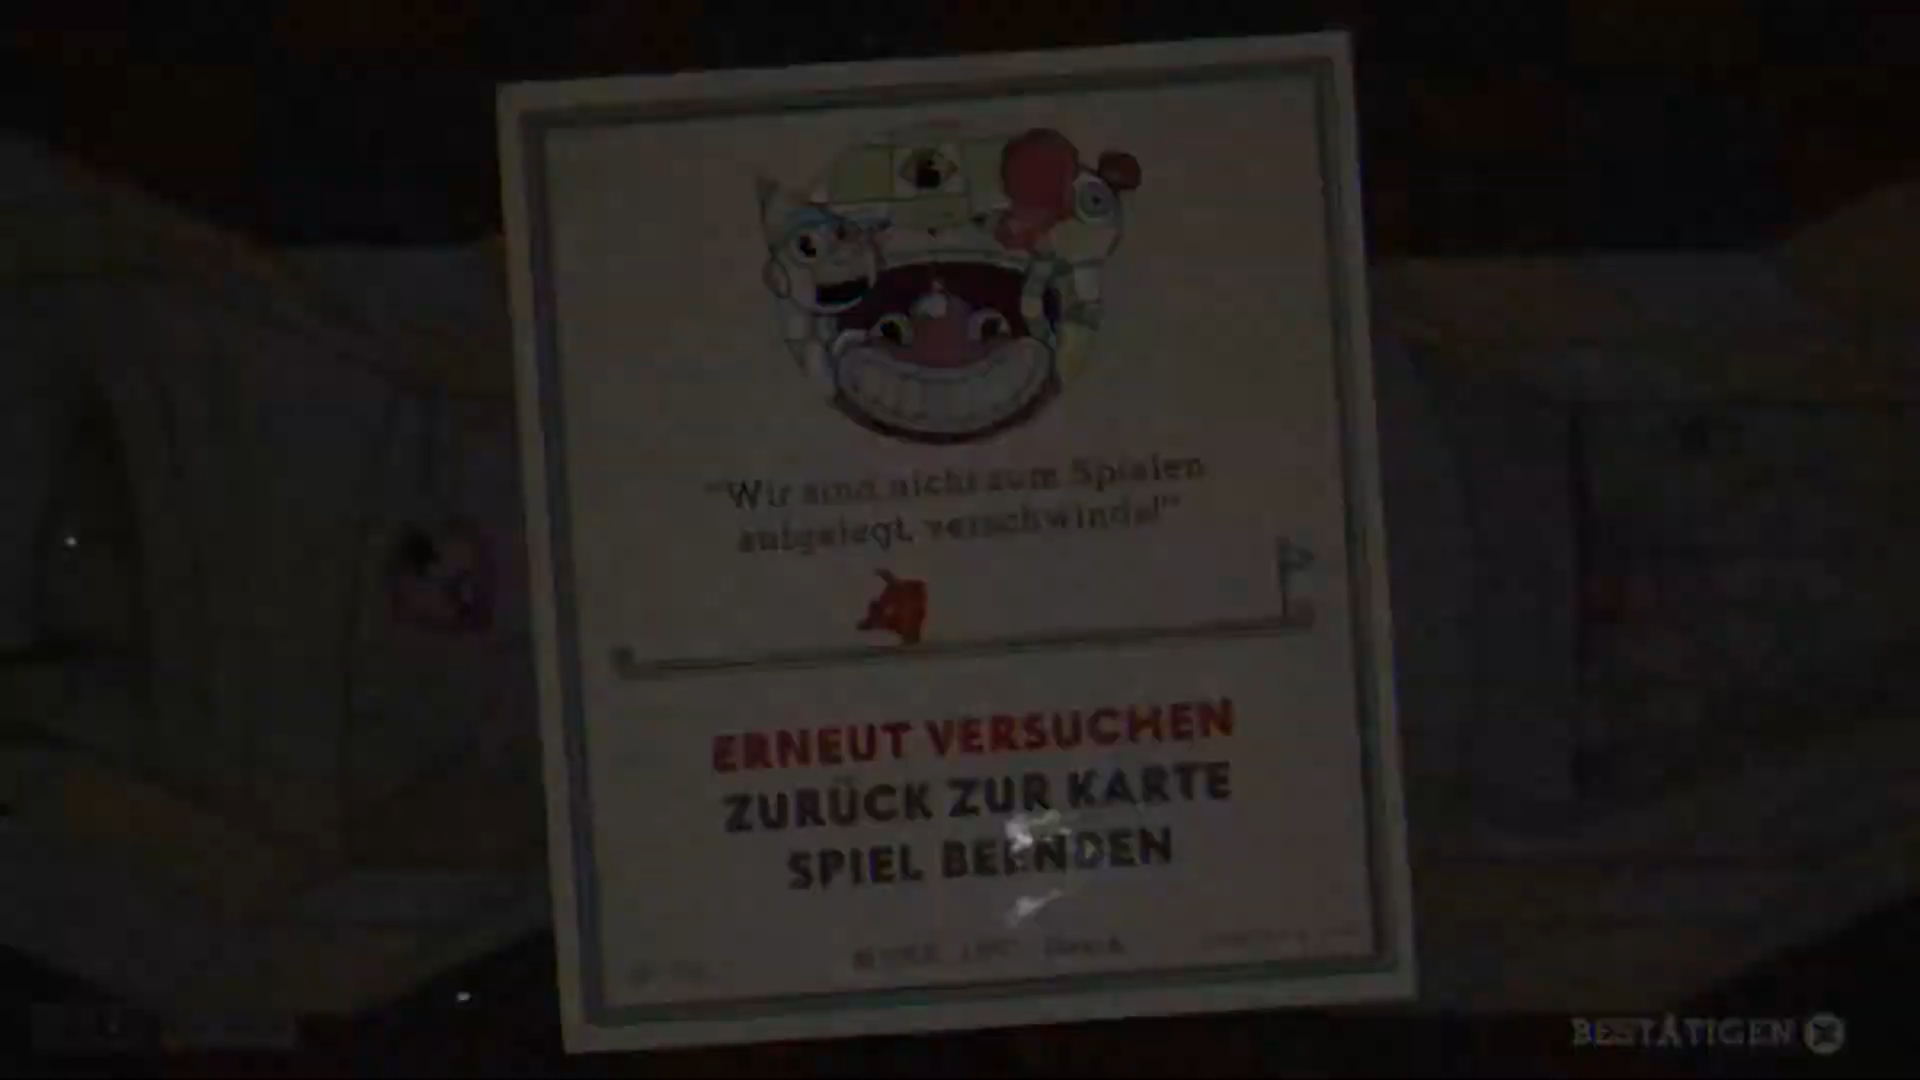 "Wir sind nicht zum Spielen
aufgelegt, verschwinde!"
ERNEUT VERSUCHEN
ZURÜCK ZUR KARTE
SPIEL BEENDEN
BESTÄTIGEN